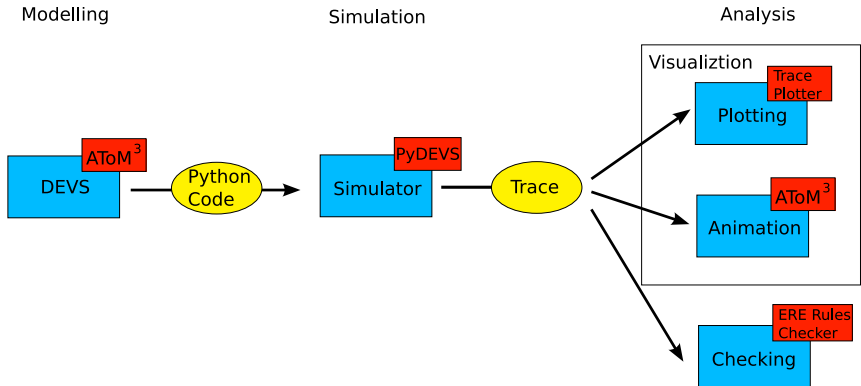 Modelling
Simulation
Analysis
Visualiztion
Trace
Plotter
Plotting
AToM³
DEVS
Python
Code
PyDEVS
Simulator
Trace
AToM³
Animation
ERE Rules
Checker
Checking